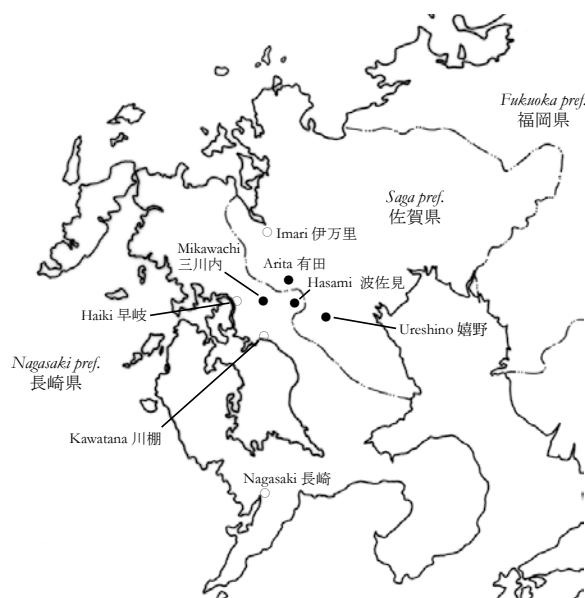 Fukuoka pref.
福岡県
Saga pref.
佐賀県
Imari 伊万里
Mikawachi
三川内
Arita 有田
Hasami 波佐見
Haiki 早岐
Ureshino 嬉野
Nagasaki pref.
長崎県
Kawatana 川棚
Nagasaki 長崎